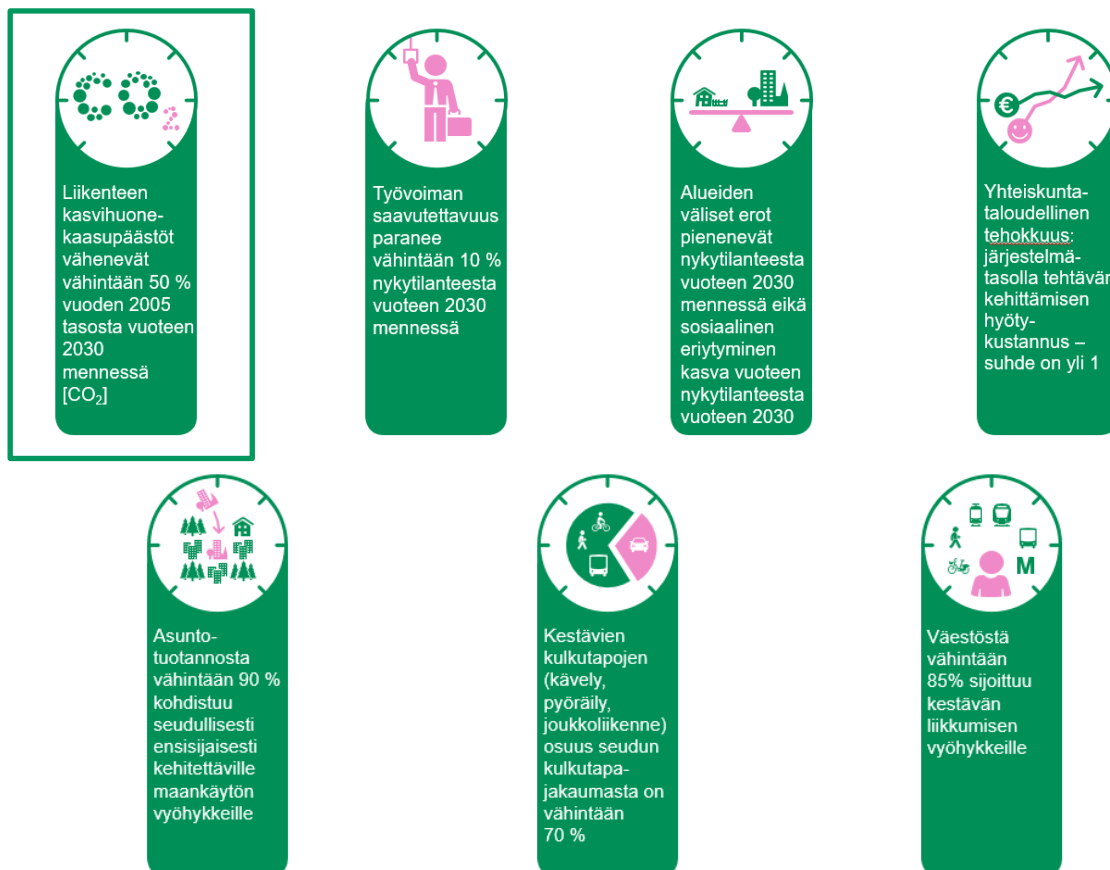 CO2
Liikenteen
kasvihuone-
kaasupäästöt
vähenevät
vähintään 50 %
vuoden 2005
tasosta vuoteen
2030
mennessä
[CO₂]
Työvoiman
saavutettavuus
paranee
vähintään 10 %
nykytilanteesta
vuoteen 2030
mennessä
Alueiden
väliset erot
pienenevät
nykytilanteesta
vuoteen 2030
mennessä eikä
sosiaalinen
eriytyminen
kasva vuoteen
nykytilanteesta
vuoteen 2030
€
Yhteiskunta-
taloudellinen
tehokkuus:
järjestelmä-
tasolla tehtävän
kehittämisen
hyöty-
kustannus –
suhde on yli 1
Asunto-
tuotannosta
vähintään 90 %
kohdistuu
seudullisesti
ensisijaisesti
kehitettäville
maankäytön
vyöhykkeille
Kestävien
kulkutapojen
(kävely,
pyöräily,
joukkoliikenne)
osuus seudun
kulkutapa-
jakaumasta on
vähintään
70 %
M
Väestöstä
vähintään
85% sijoittuu
kestävän
liikkumisen
vyöhykkeille